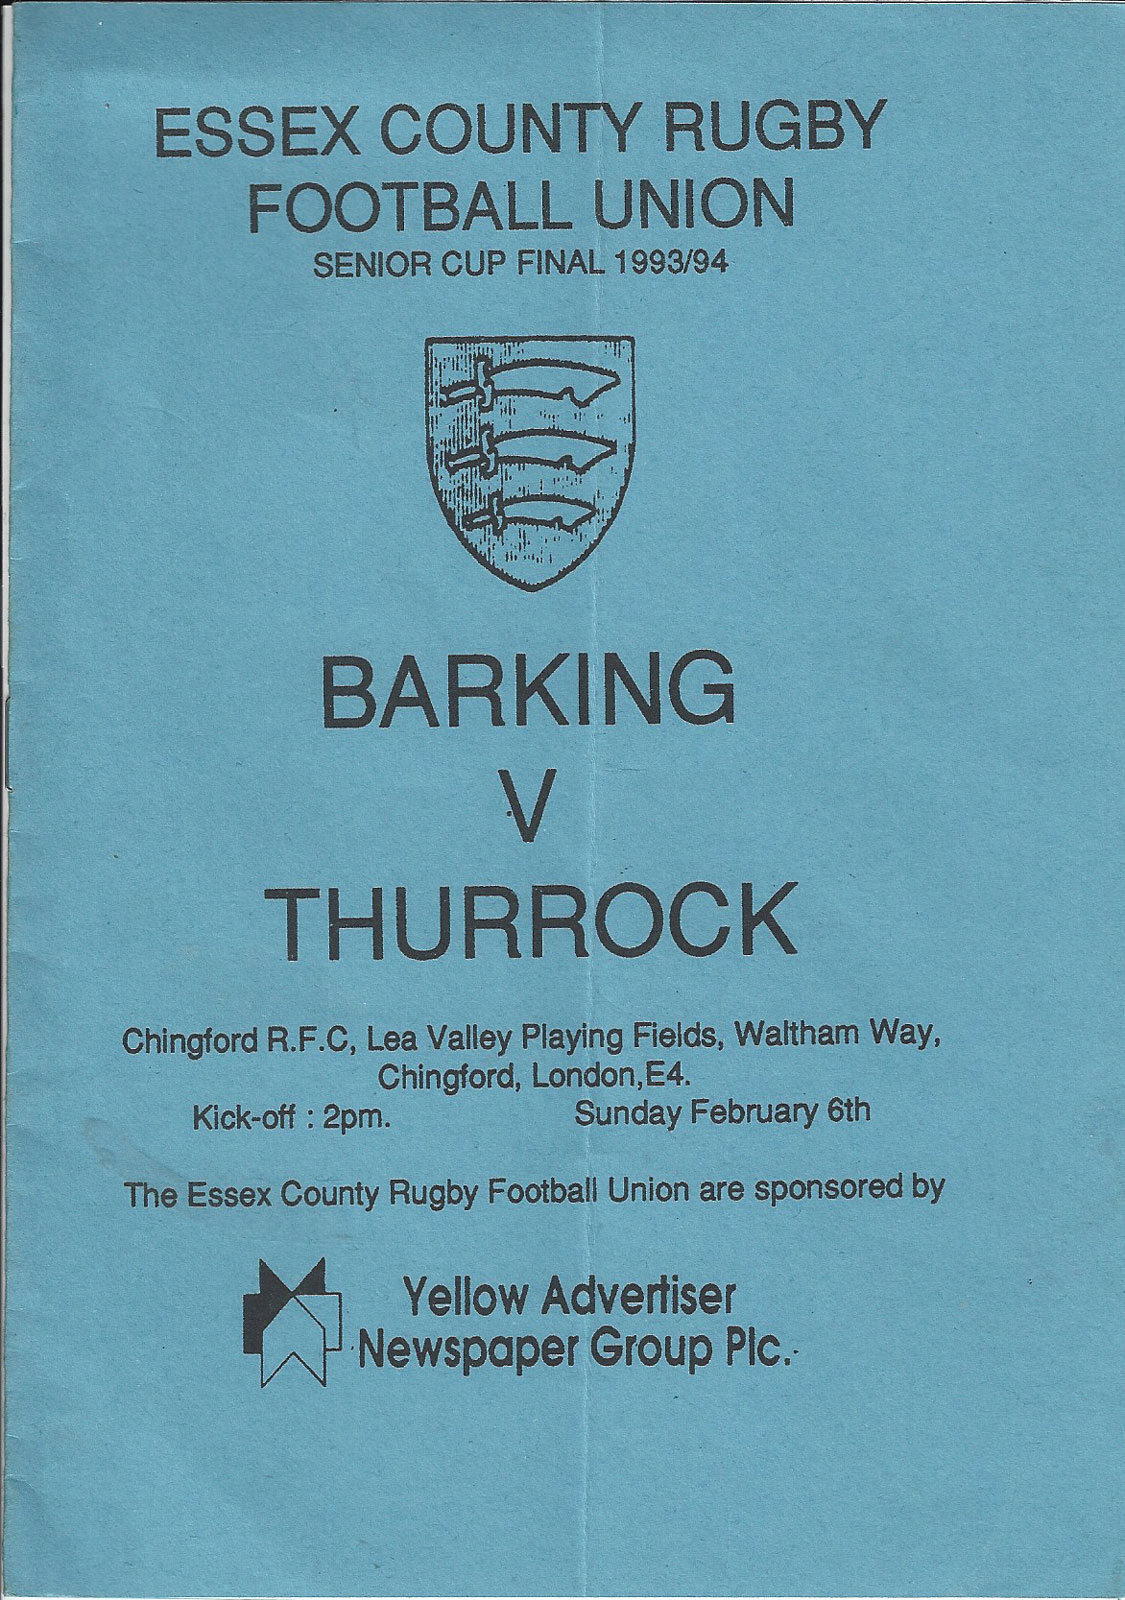 ESSEX COUNTY RUGBY
FOOTBALL UNION
SENIOR CUP FINAL 1993/94
BARKING
V
THURROCK
Chingford R.F.C, Lea Valley Playing Fields, Waltham Way,
Chingford, London,E4.
Kick-off : 2pm. Sunday February 6th
The Essex County Rugby Football Union are sponsored by
Yellow Advertiser
Newspaper Group Plc.